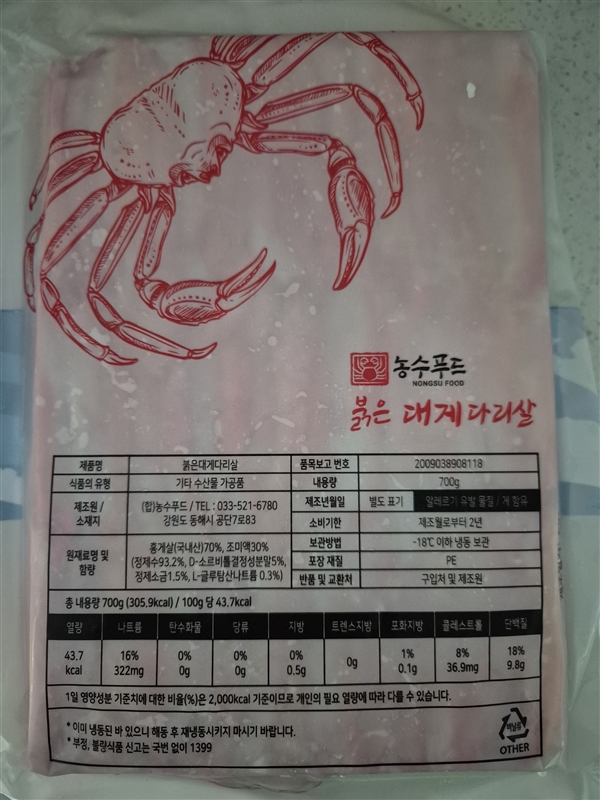 농수푸드
NONGSU FOOD
붉은 대게다리살
제품명 붉은대게다리살 품목보고 번호 2009038908118
식품의 유형 기타 수산물 가공품 내용량 700g
제조원 / 소재지 (합)농수푸드 / TEL : 033-521-6780 강원도 동해시 공단7로83
제조년월일 별도 표기 알레르기 유발 물질 / 게 함유
소비기한 제조월로부터 2년
원재료명 및 함량 홍게살(국내산)70%, 조미액30%
(정제수93.2%, D-소르비톨결정성분말5%,
정제소금1.5%, L-글루탐산나트륨 0.3%)
보관방법 -18℃ 이하 냉동 보관
포장 재질 PE
반품 및 교환처 구입처 및 제조원
총 내용량 700g (305.9kcal) / 100g 당 43.7kcal
열량 나트륨 탄수화물 당류 지방 트랜스지방 포화지방 콜레스트롤 단백질
43.7 16% 0% 0% 0g 1% 8% 18%
kcal 322mg 0g 0g 0.5g 0.1g 36.9mg 9.8g
1일 영양성분 기준치에 대한 비율(%)은 2,000kcal 기준이므로 개인의 필요 열량에 따라 다를 수 있습니다.
* 이미 냉동된 바 있으니 해동 후 재냉동시키지 마시기 바랍니다.
* 부정, 불량식품 신고는 국번 없이 1399
비닐류
OTHER